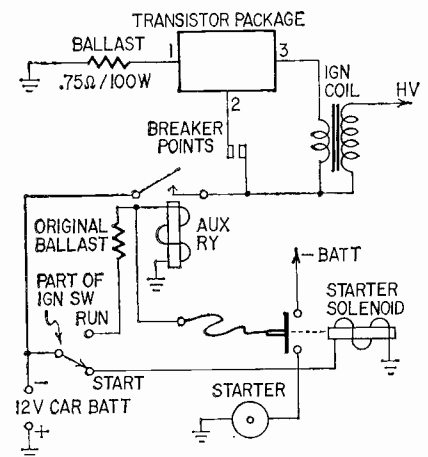 TRANSISTOR PACKAGE
BALLAST
1
3
.75Ω/100W
2
IGN
COIL
HV
BREAKER
POINTS
ORIGINAL
BALLAST
AUX
RY
PART OF
IGN SW
RUN
-BATT
STARTER
SOLENOID
START
-
12V CAR BATT
+
STARTER